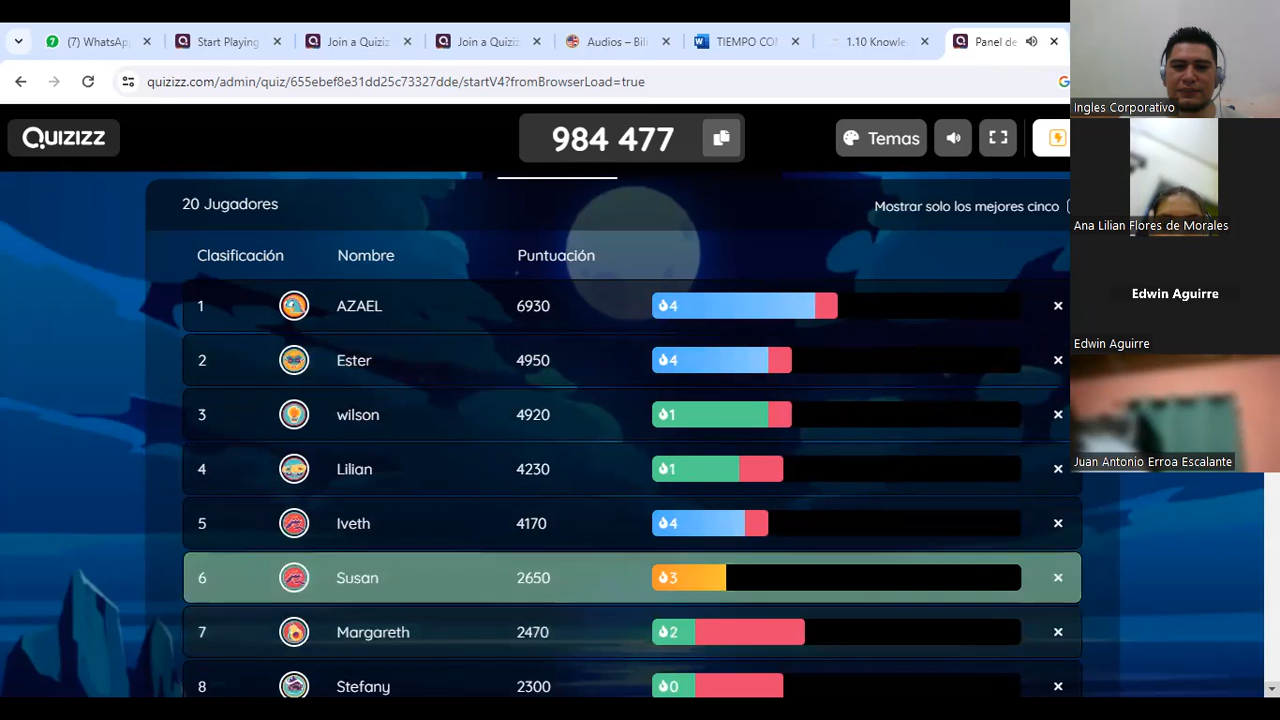 (7) WhatsAp
Start Playing
Join a Quiziz
Join a Quiziz
Audios – Bili
TIEMPO CO
1.10 Knowle
Panel de
quizizz.com/admin/quiz/655ebef8e31dd25c73327dde/startV4?fromBrowserLoad=true
QUIZIZZ
984 477
Temas
20 Jugadores
Mostrar solo los mejores cinco
Clasificación Nombre Puntuación
1 AZAEL 6930 4
2 Ester 4950 4
3 wilson 4920 1
4 Lilian 4230 1
5 Iveth 4170 4
6 Susan 2650 3
7 Margareth 2470 2
8 Stefany 2300 0
Ingles Corporativo
Ana Lilian Flores de Morales
Edwin Aguirre
Edwin Aguirre
Juan Antonio Erroa Escalante